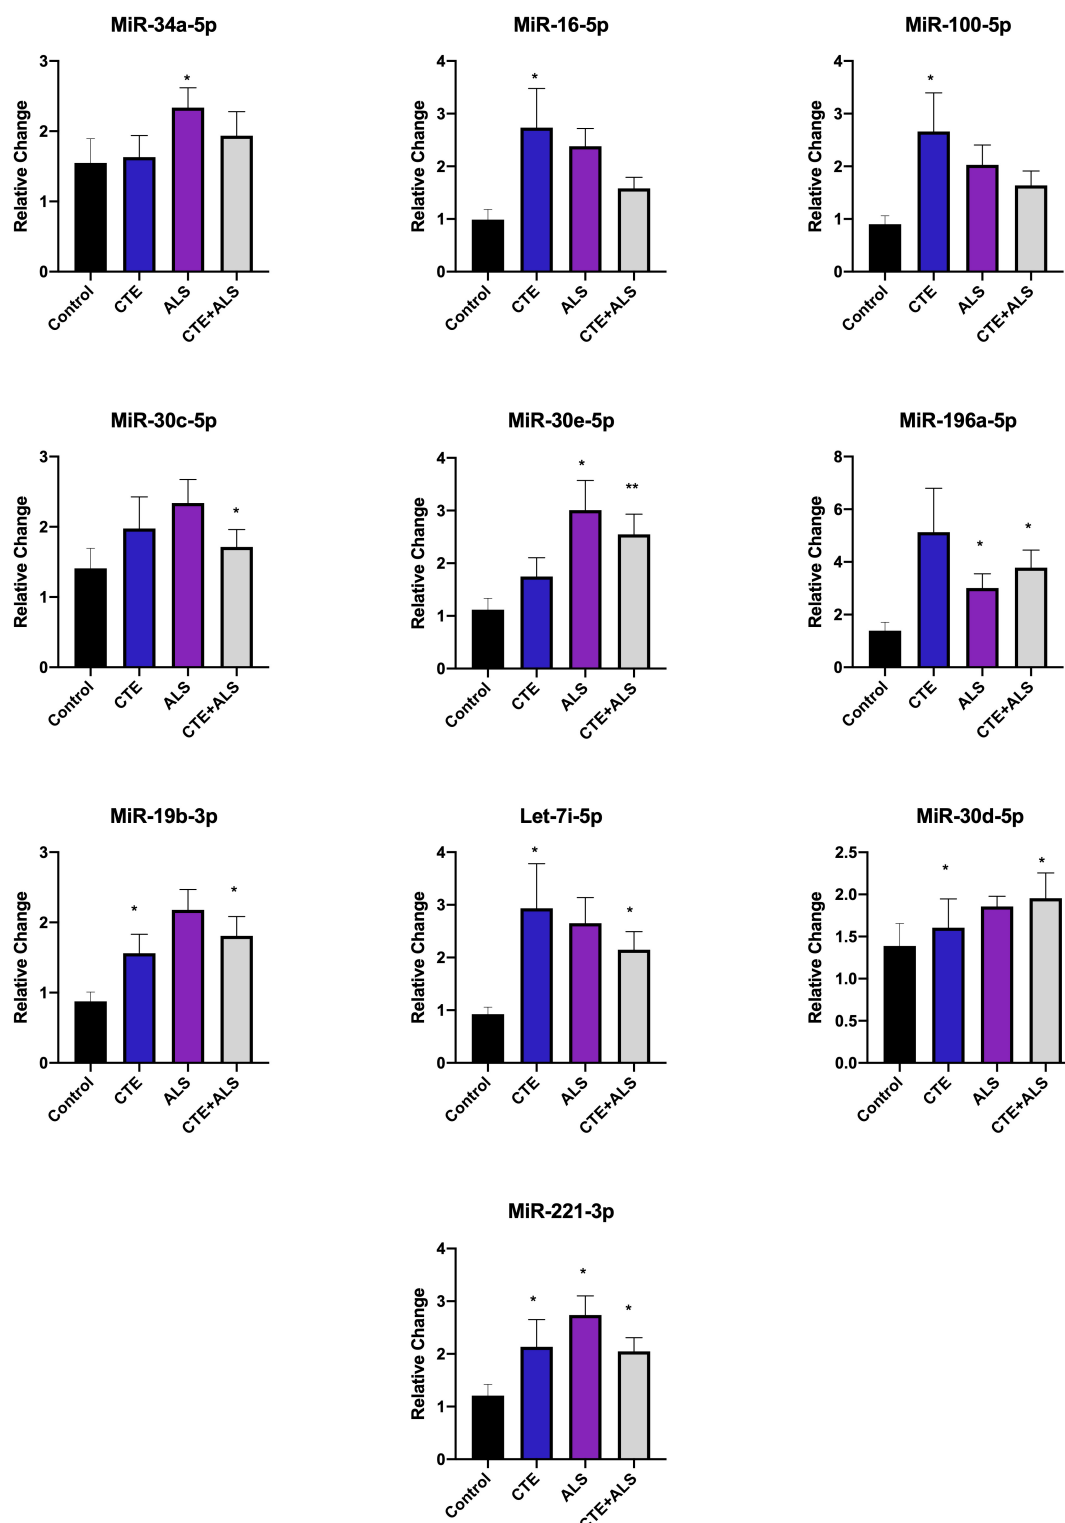 MiR-34a-5p
Relative Change
3
2
1
0
*
Control
CTE
ALS
CTE+ALS
MiR-16-5p
Relative Change
4
3
2
1
0
*
Control
CTE
ALS
CTE+ALS
MiR-100-5p
Relative Change
4
3
2
1
0
*
Control
CTE
ALS
CTE+ALS
MiR-30c-5p
Relative Change
3
2
1
0
*
Control
CTE
ALS
CTE+ALS
MiR-30e-5p
Relative Change
4
3
2
1
0
*
**
Control
CTE
ALS
CTE+ALS
MiR-196a-5p
Relative Change
8
6
4
2
0
*
*
Control
CTE
ALS
CTE+ALS
MiR-19b-3p
Relative Change
3
2
1
0
*
*
Control
CTE
ALS
CTE+ALS
Let-7i-5p
Relative Change
4
3
2
1
0
*
*
Control
CTE
ALS
CTE+ALS
MiR-30d-5p
Relative Change
2.5
2.0
1.5
1.0
0.5
0.0
*
*
Control
CTE
ALS
CTE+ALS
MiR-221-3p
Relative Change
4
3
2
1
0
*
*
*
Control
CTE
ALS
CTE+ALS